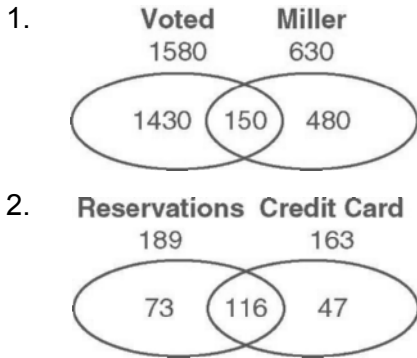 1. Voted Miller
1580 630
1430 150 480
2. Reservations Credit Card
189 163
73 116 47